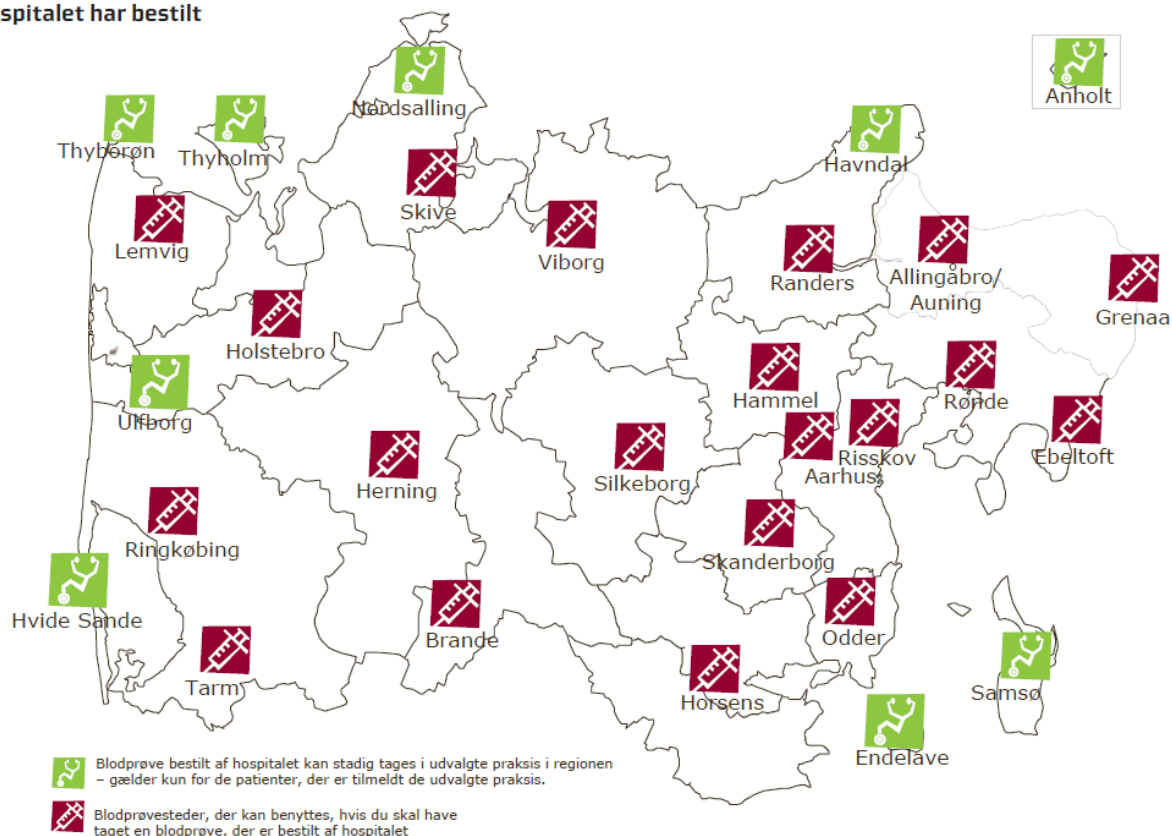 spitalet har bestilt
Anholt
Nordsalling
Thyborøn
Thyholm
Havndal
Skive
Lemvig
Viborg
Randers
Allingåbro/
Auning
Grenaa
Holstebro
Hammel
Rønde
Ulfborg
Risskov
Ebeltoft
Aarhus
Silkeborg
Herning
Ringkøbing
Skanderborg
Hvide Sande
Brande
Odder
Tarm
Horsens
Samsø
Endelave
Blodprøve bestilt af hospitalet kan stadig tages i udvalgte praksis i regionen
– gælder kun for de patienter, der er tilmeldt de udvalgte praksis.
Blodprøvesteder, der kan benyttes, hvis du skal have
taget en blodprøve, der er bestilt af hospitalet